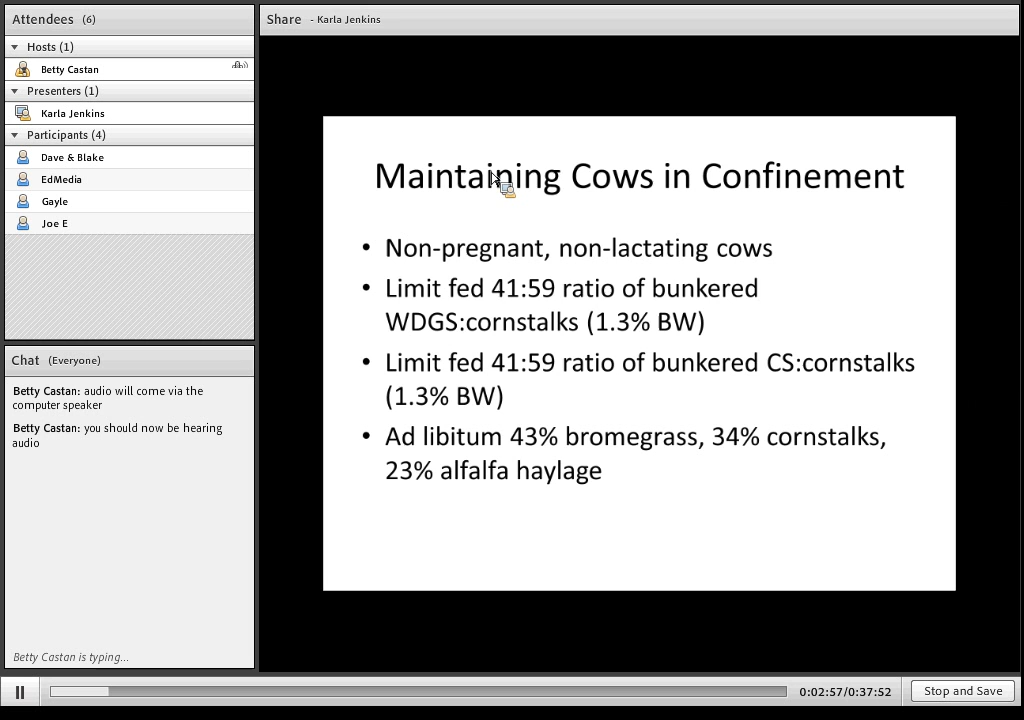 Attendees (6)
Hosts (1)
Betty Castan
Presenters (1)
Karla Jenkins
Participants (4)
Dave & Blake
EdMedia
Gayle
Joe E
Chat (Everyone)
Betty Castan: audio will come via the
computer speaker
Betty Castan: you should now be hearing
audio
Betty Castan is typing...
Share - Karla Jenkins
Maintaining Cows in Confinement
• Non-pregnant, non-lactating cows
• Limit fed 41:59 ratio of bunkered
WDGS:cornstalks (1.3% BW)
• Limit fed 41:59 ratio of bunkered CS:cornstalks
(1.3% BW)
• Ad libitum 43% bromegrass, 34% cornstalks,
23% alfalfa haylage
0:02:57/0:37:52
Stop and Save